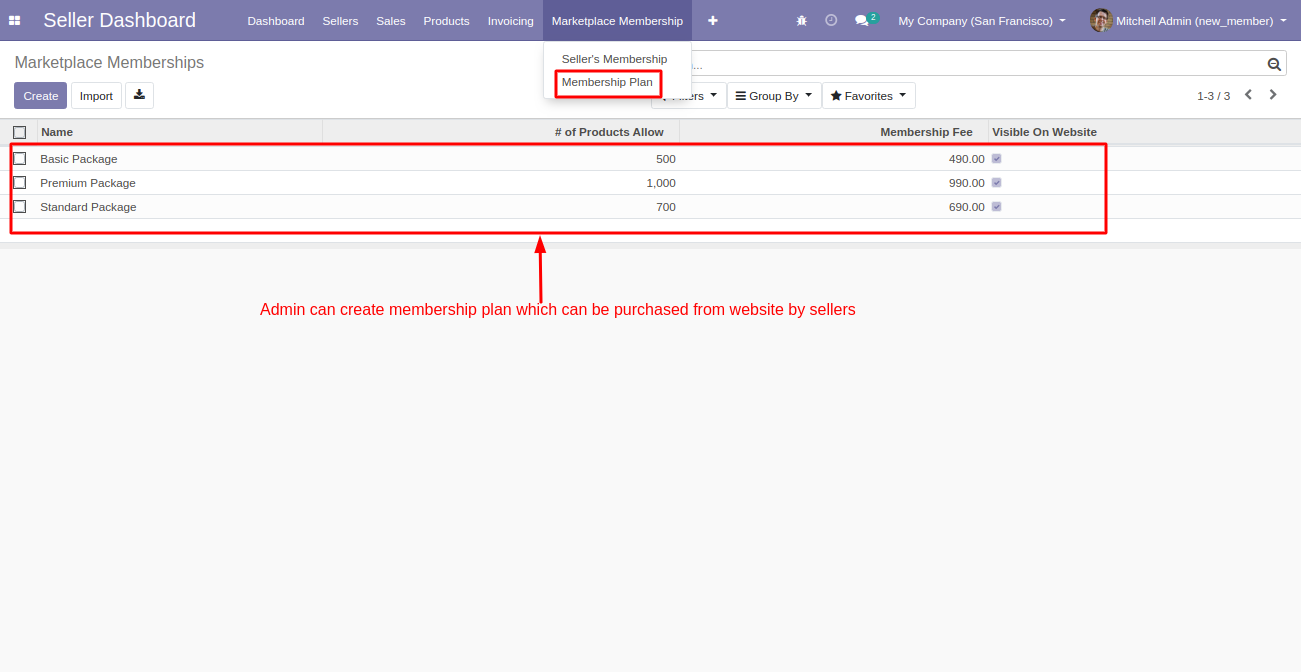 Seller Dashboard Dashboard Sellers Sales Products Invoicing Marketplace Membership 2 My Company (San Francisco) Mitchell Admin (new_member)
Marketplace Memberships
Seller's Membership
Membership Plan
...
Create Import Group By Favorites 1-3 / 3
Name # of Products Allow Membership Fee Visible On Website
Basic Package 500 490.00
Premium Package 1,000 990.00
Standard Package 700 690.00
Admin can create membership plan which can be purchased from website by sellers